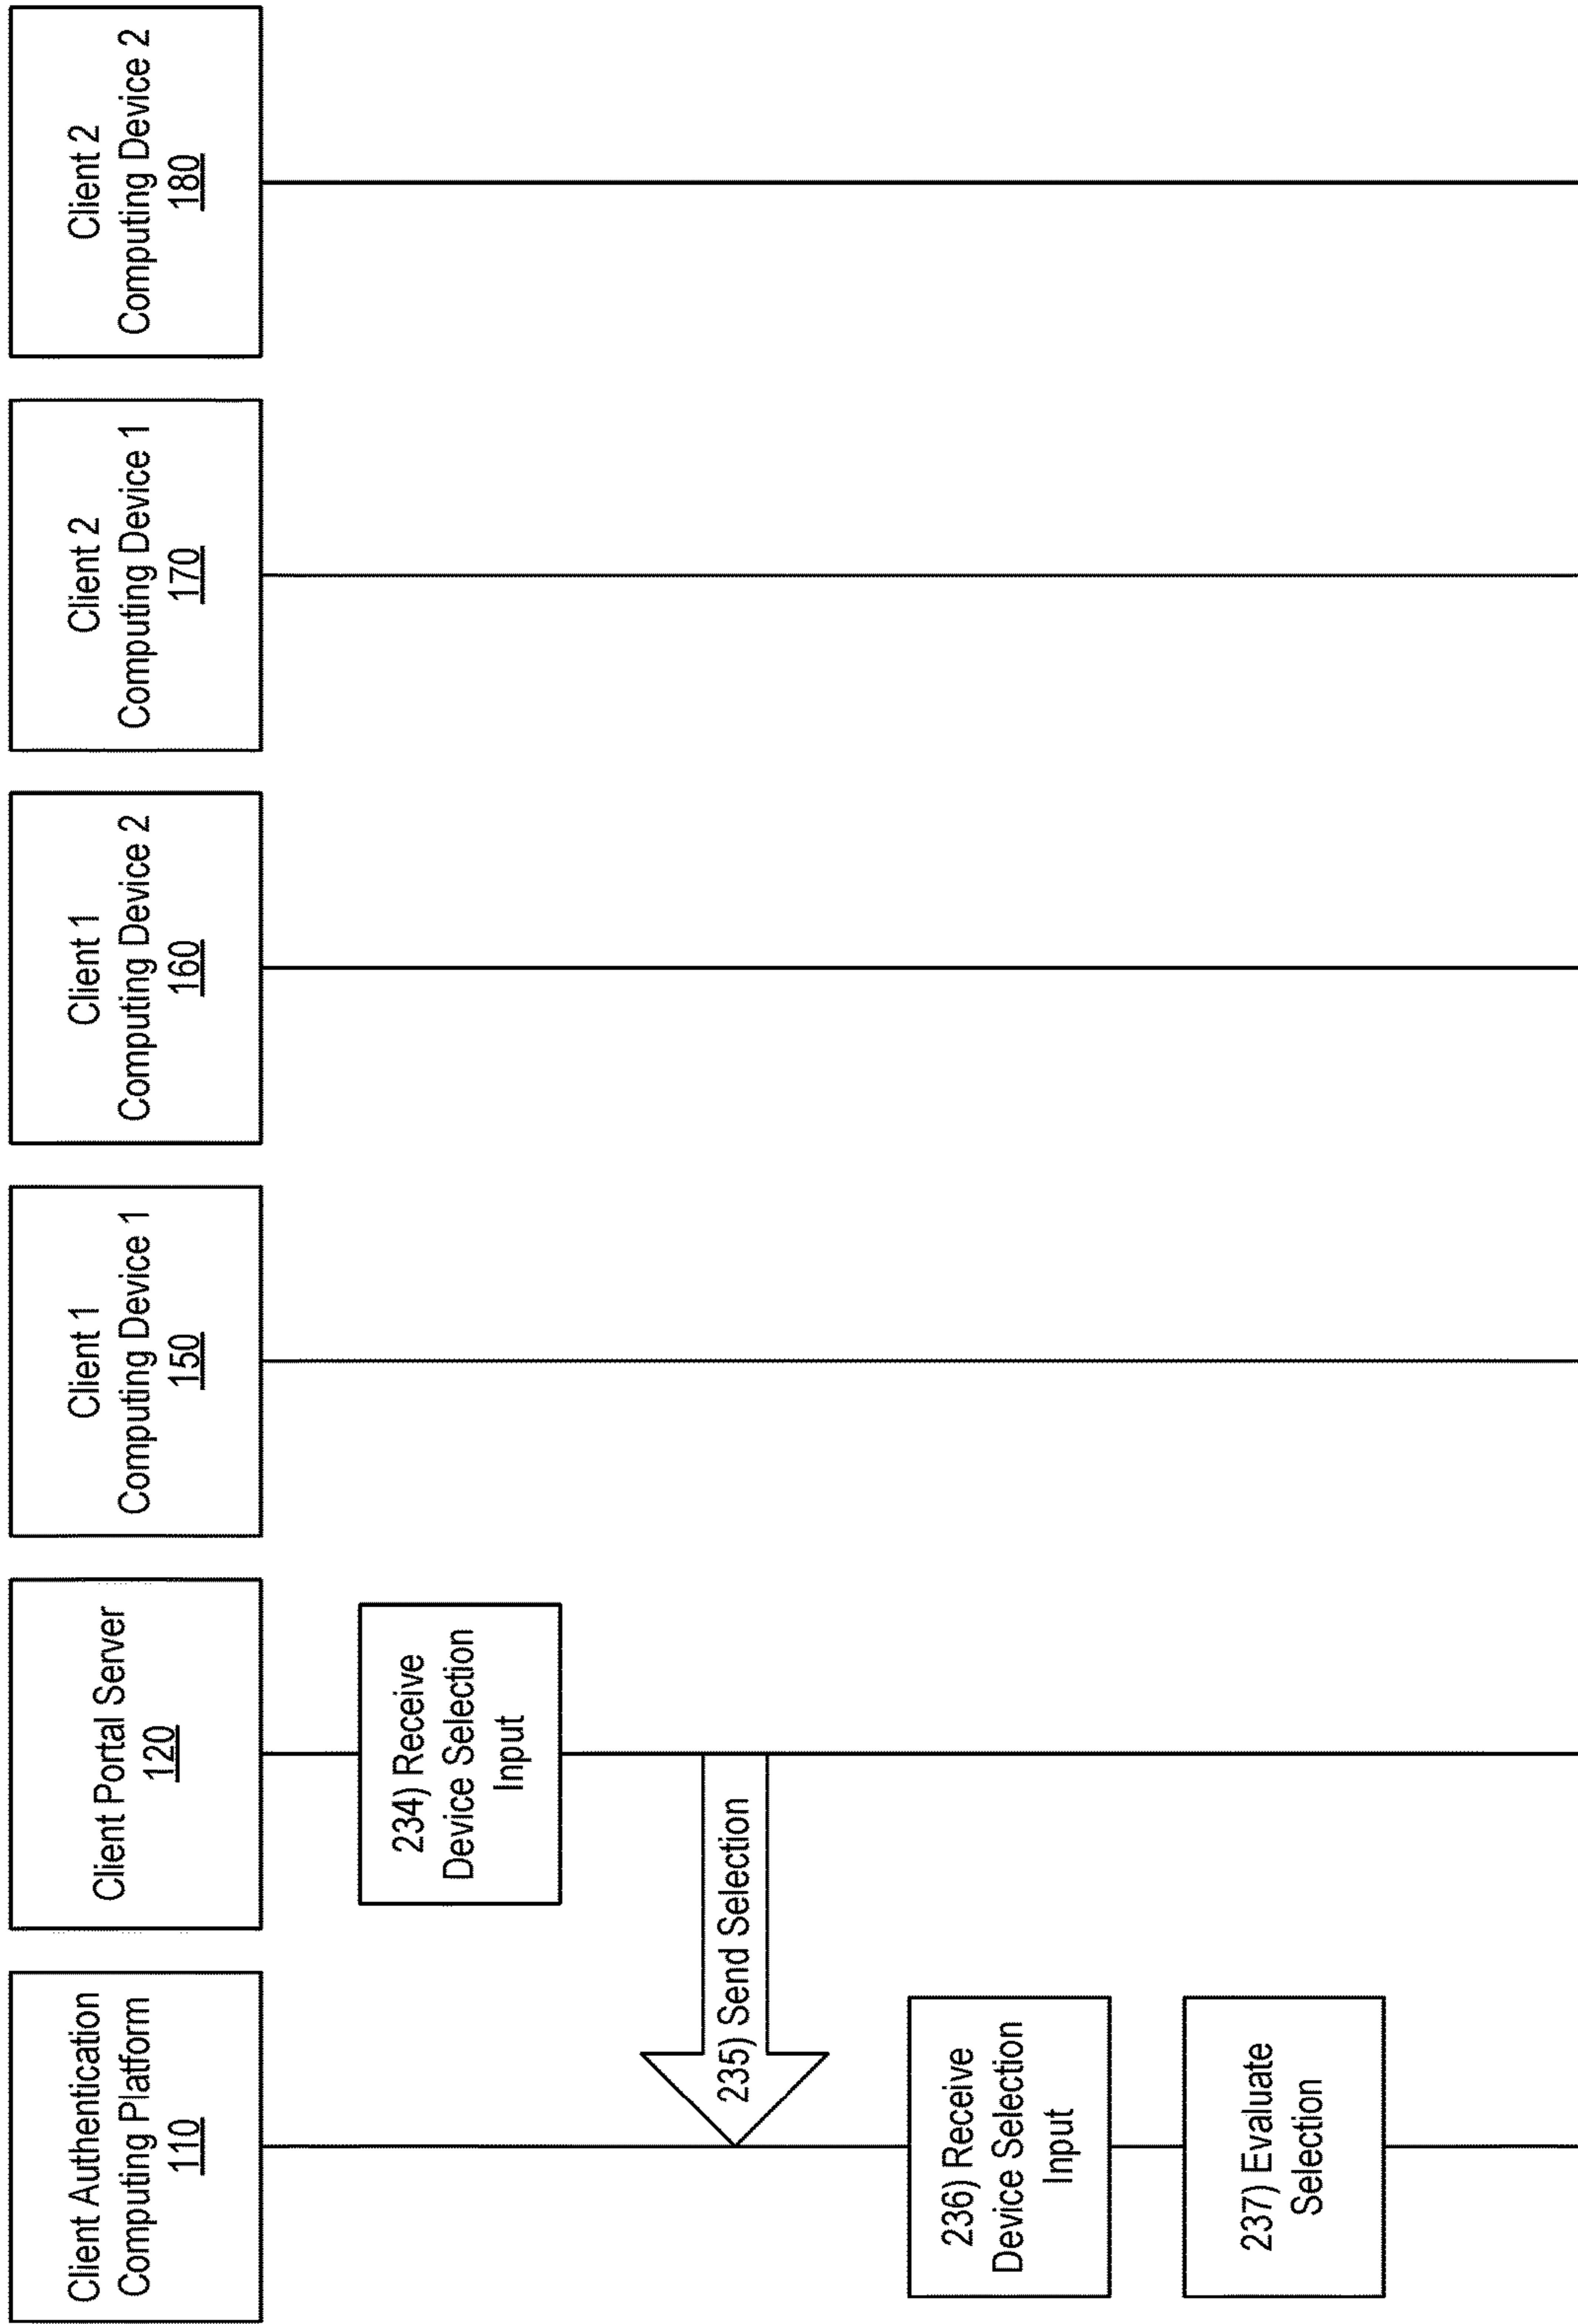 Client Authentication
Computing Platform
110
Client Portal Server
120
Client 1
Computing Device 1
150
Client 1
Computing Device 2
160
Client 2
Computing Device 1
170
Client 2
Computing Device 2
180
234) Receive
Device Selection
Input
235) Send Selection
236) Receive
Device Selection
Input
237) Evaluate
Selection